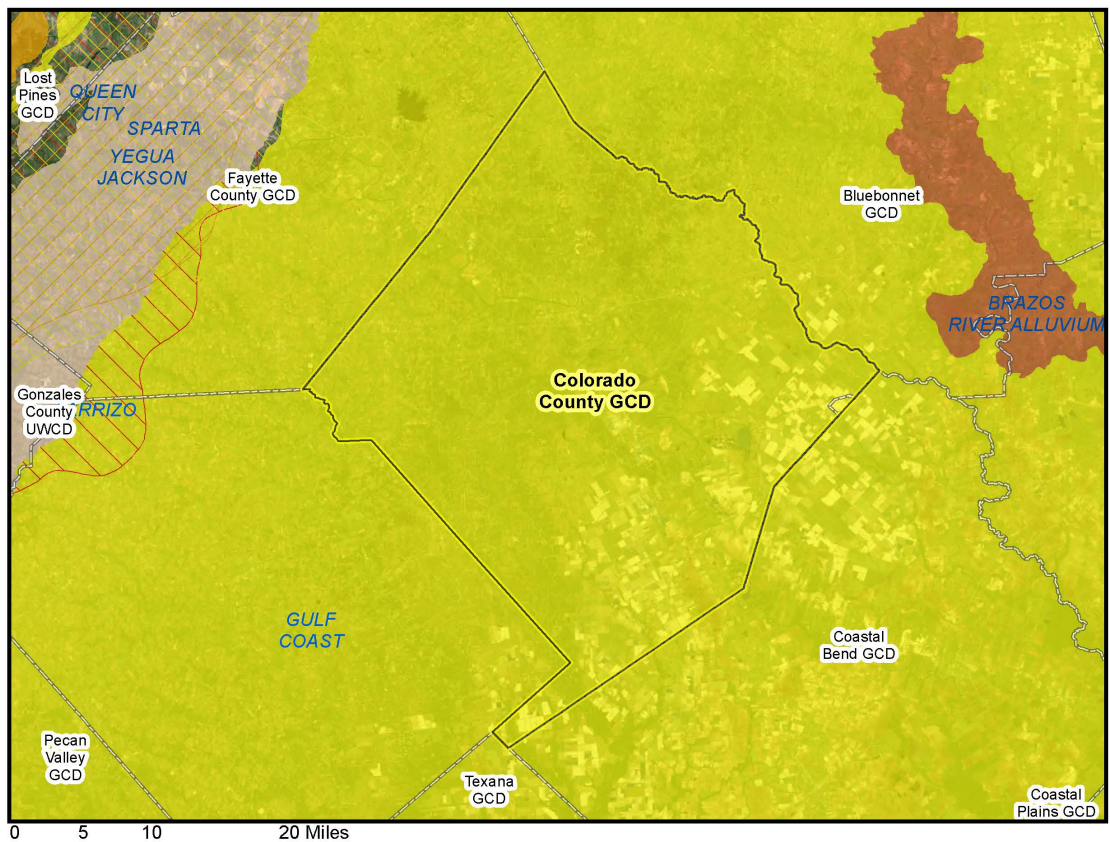 Lost
Pines
GCD
QUEEN
CITY
SPARTA
YEGUA
JACKSON
Fayette
County GCD
Bluebonnet
GCD
BRAZOS
RIVER ALLUVIUM
Colorado
County GCD
Gonzales
County
UWCD
RRIZO
GULF
COAST
Coastal
Bend GCD
Pecan
Valley
GCD
Texana
GCD
Coastal
Plains GCD
0 5 10 20 Miles